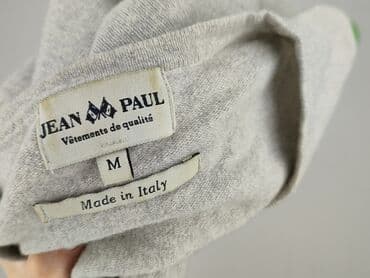 JEAN PAUL
Vêtements de qualité
M
Made in Italy